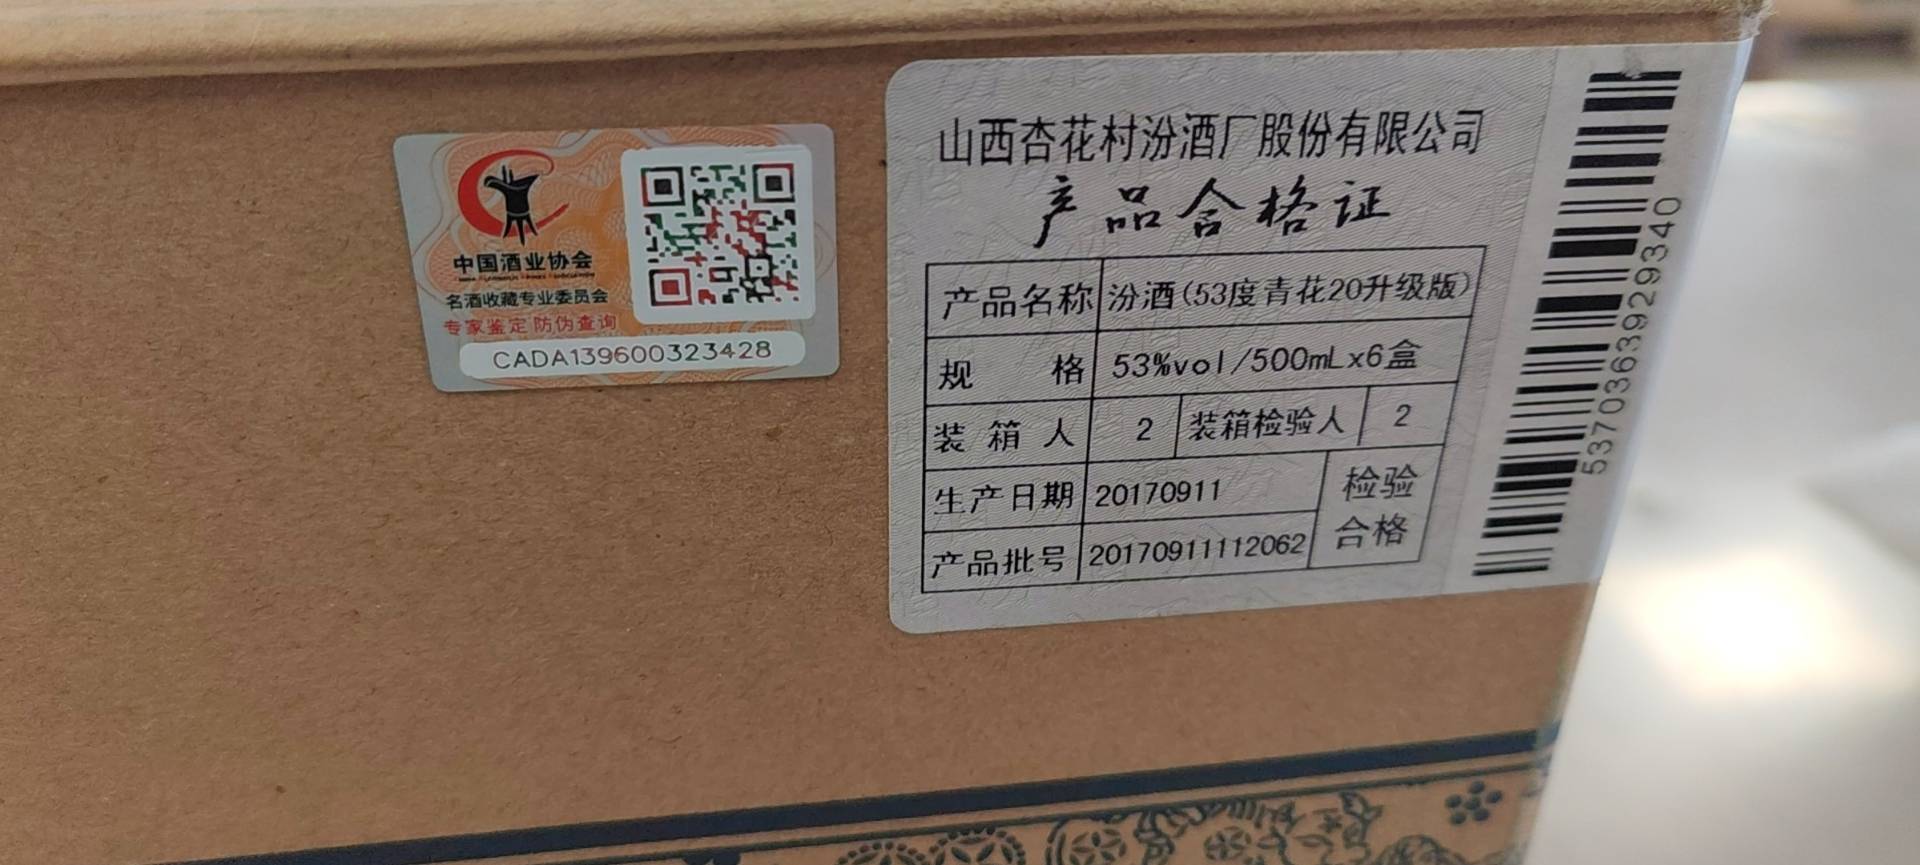 中国酒业协会
名酒收藏专业委员会
专家鉴定 防伪查询
CADA139600323428
山西杏花村汾酒厂股份有限公司
产品合格证
产品名称 汾酒(53度青花20升级版)
规格 53%vol/500mLx6盒
装箱人 2 装箱检验人 2
生产日期 20170911 检验
产品批号 20170911112062 合格
5370363929340